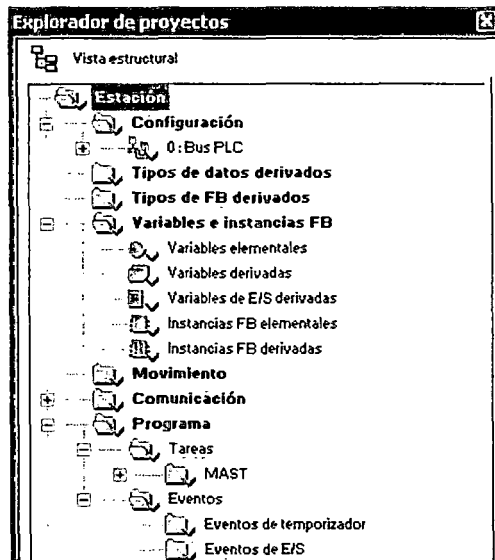 Explorador de proyectos
Vista estructural
Estación
Configuración
0:Bus PLC
Tipos de datos derivados
Tipos de FB derivados
Variables e instancias FB
Variables elementales
Variables derivadas
Variables de E/S derivadas
Instancias FB elementales
Instancias FB derivadas
Movimiento
Comunicación
Programa
Tareas
MAST
Eventos
Eventos de temporizador
Eventos de E/S